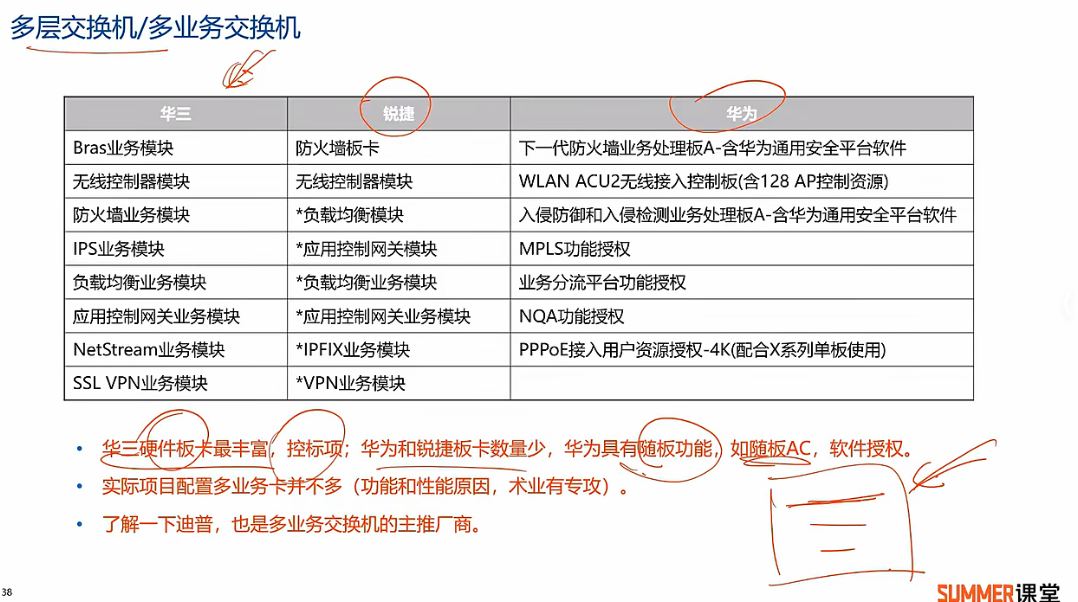 多层交换机/多业务交换机
华三 锐捷 华为
Bras业务模块 防火墙板卡 下一代防火墙业务处理板A-含华为通用安全平台软件
无线控制器模块 无线控制器模块 WLAN ACU2无线接入控制板(含128 AP控制资源)
防火墙业务模块 *负载均衡模块 入侵防御和入侵检测业务处理板A-含华为通用安全平台软件
IPS业务模块 *应用控制网关模块 MPLS功能授权
负载均衡业务模块 *负载均衡业务模块 业务分流平台功能授权
应用控制网关业务模块 *应用控制网关业务模块 NQA功能授权
NetStream业务模块 *IPFIX业务模块 PPPoE接入用户资源授权-4K(配合X系列单板使用)
SSL VPN业务模块 *VPN业务模块
• 华三硬件板卡最丰富，控标项；华为和锐捷板卡数量少，华为具有随板功能，如随板AC，软件授权。
• 实际项目配置多业务卡并不多（功能和性能原因，术业有专攻）。
• 了解一下迪普，也是多业务交换机的主推厂商。
38
SUMMER课堂